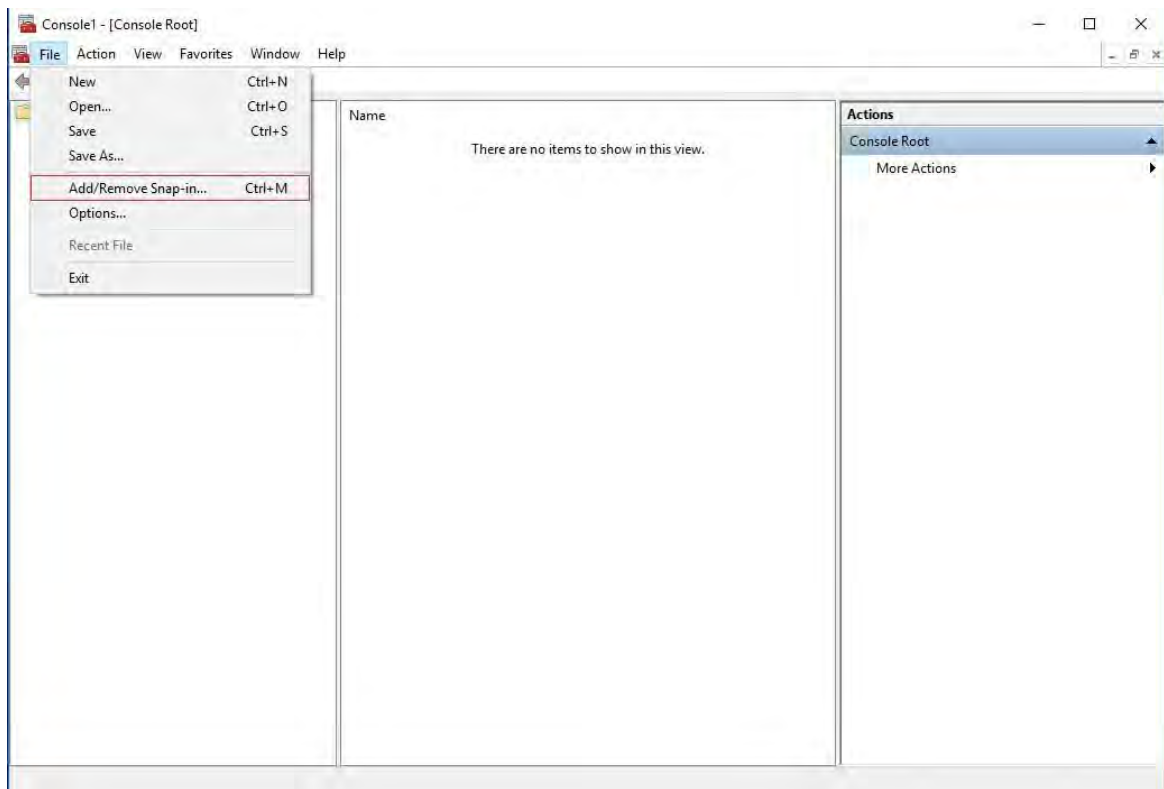 Console1 - [Console Root]
File Action View Favorites Window Help
New Ctrl+N
Open... Ctrl+O
Save Ctrl+S
Save As...
Add/Remove Snap-in... Ctrl+M
Options...
Recent File
Exit
Name
There are no items to show in this view.
Actions
Console Root
More Actions